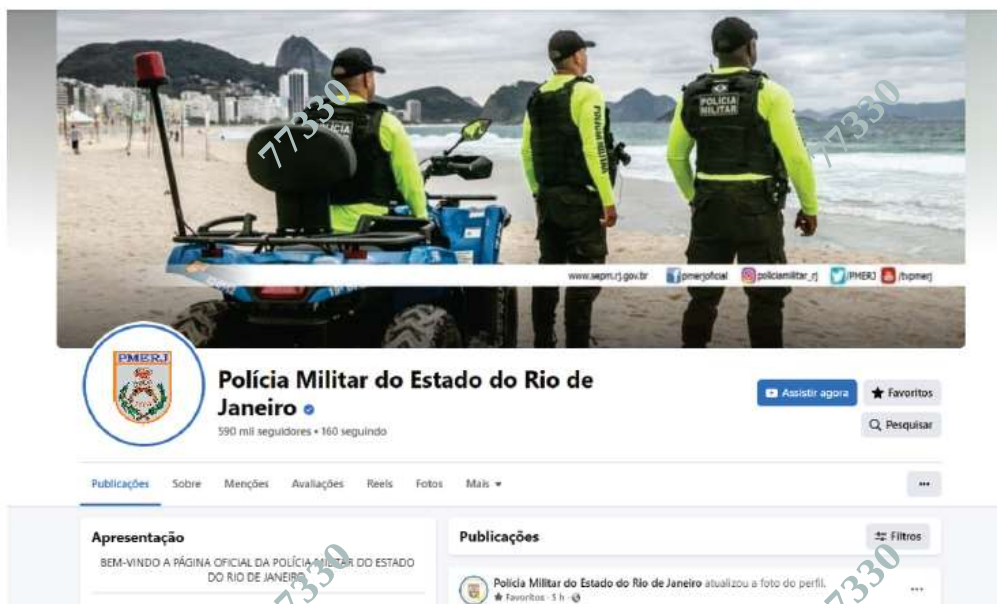 77330
77330
POLÍCIA
MILITAR
POLICIA MILITAR
www.sepm.rj.gov.br pmerjoficial policiamilitar_rj /PMERJ /tvpmerj
PMERJ
Polícia Militar do Estado do Rio de
Janeiro
590 mil seguidores • 160 seguindo
Assistir agora
Favoritos
Pesquisar
Publicações Sobre Menções Avaliações Reels Fotos Mais
...
Apresentação
BEM-VINDO A PÁGINA OFICIAL DA POLÍCIA MILITAR DO ESTADO
DO RIO DE JANEIRO
77330
Publicações
Filtros
Polícia Militar do Estado do Rio de Janeiro atualizou a foto do perfil.
Favoritos · 5 h ·
...
77330